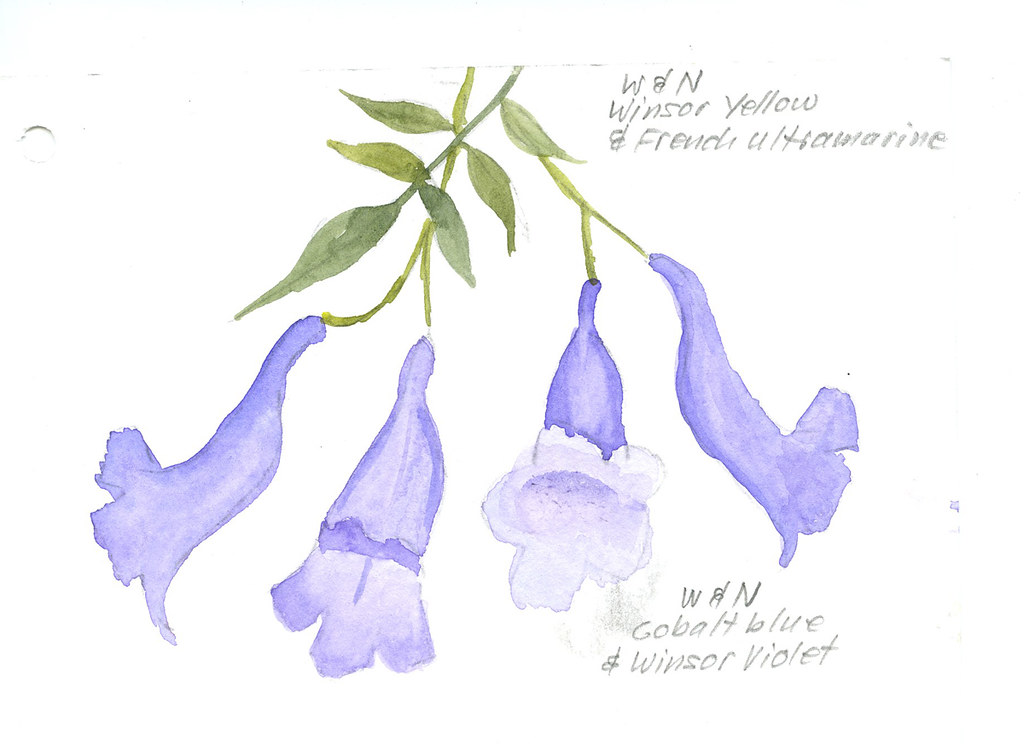 W & N
Winsor Yellow
& French ultramarine
W & N
Cobalt blue
& Winsor Violet